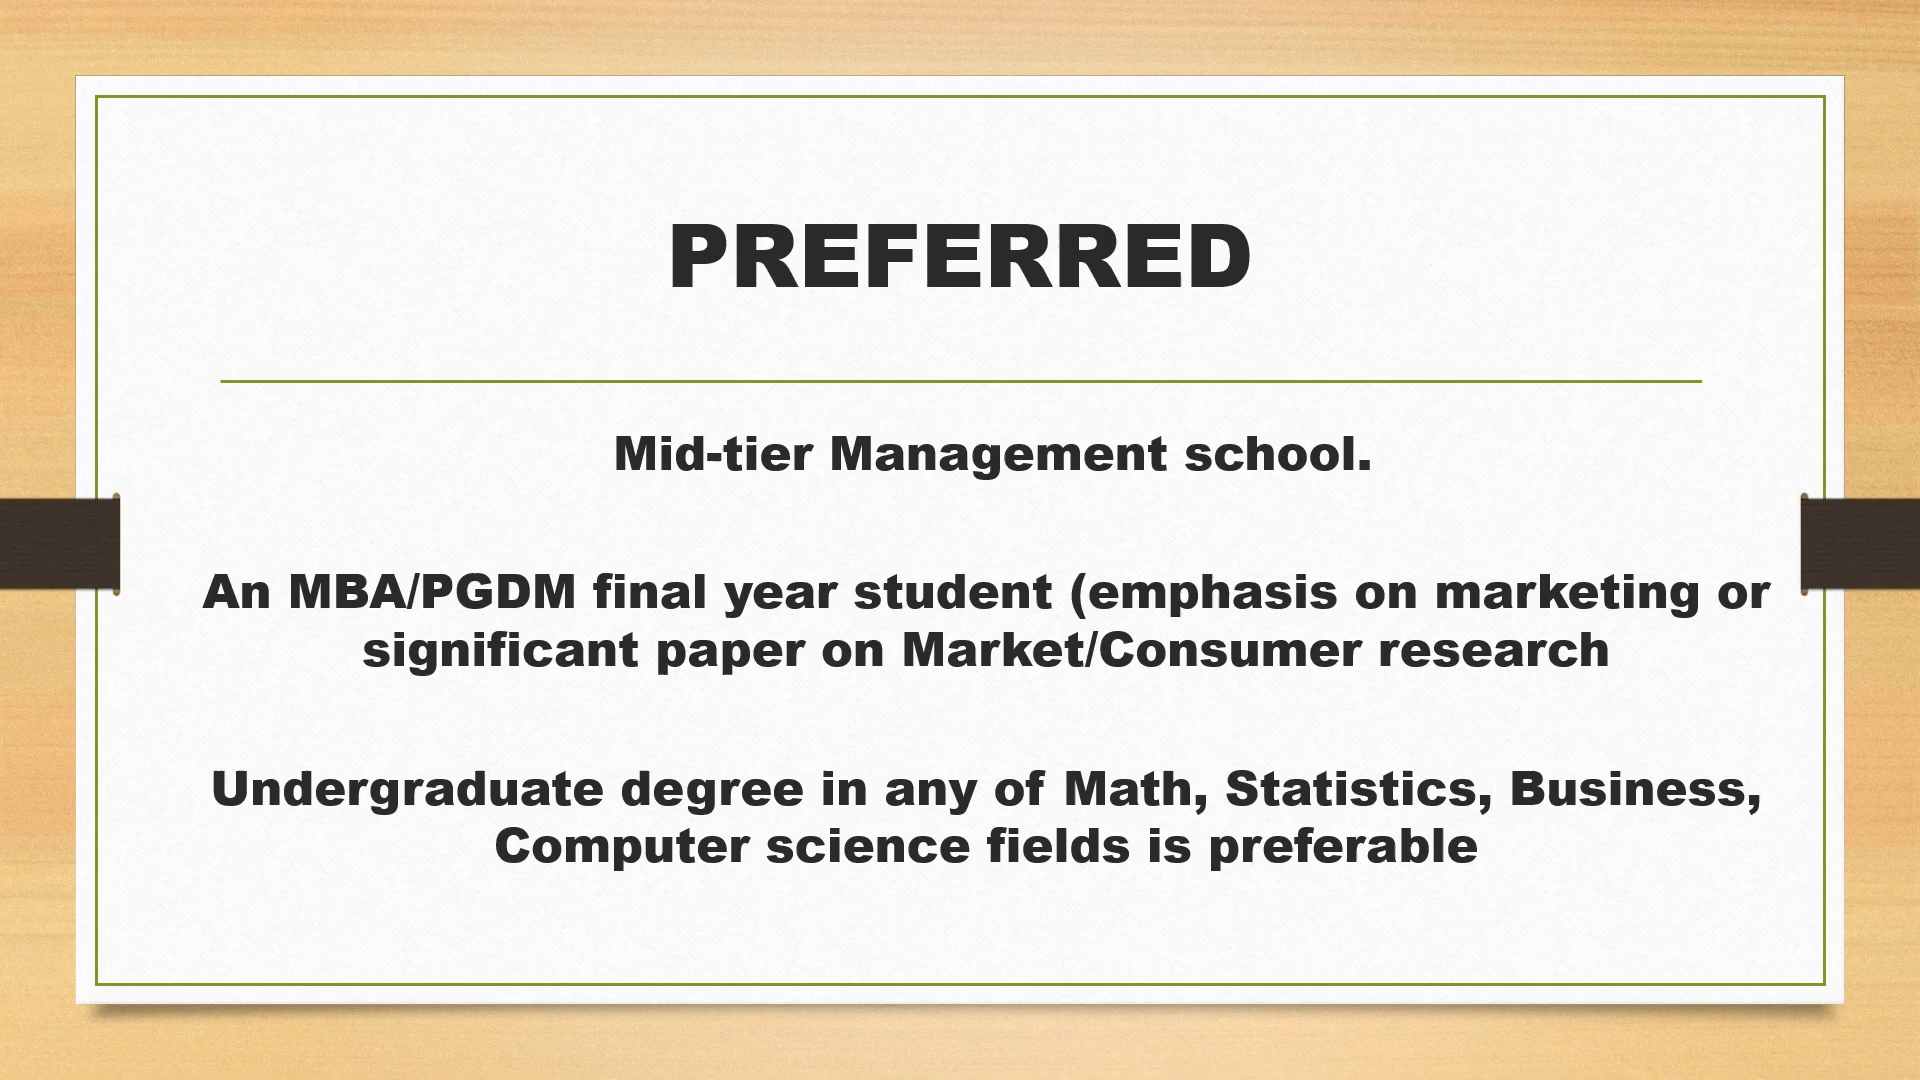 PREFERRED
Mid-tier Management school.
An MBA/PGDM final year student (emphasis on marketing or
significant paper on Market/Consumer research
Undergraduate degree in any of Math, Statistics, Business,
Computer science fields is preferable